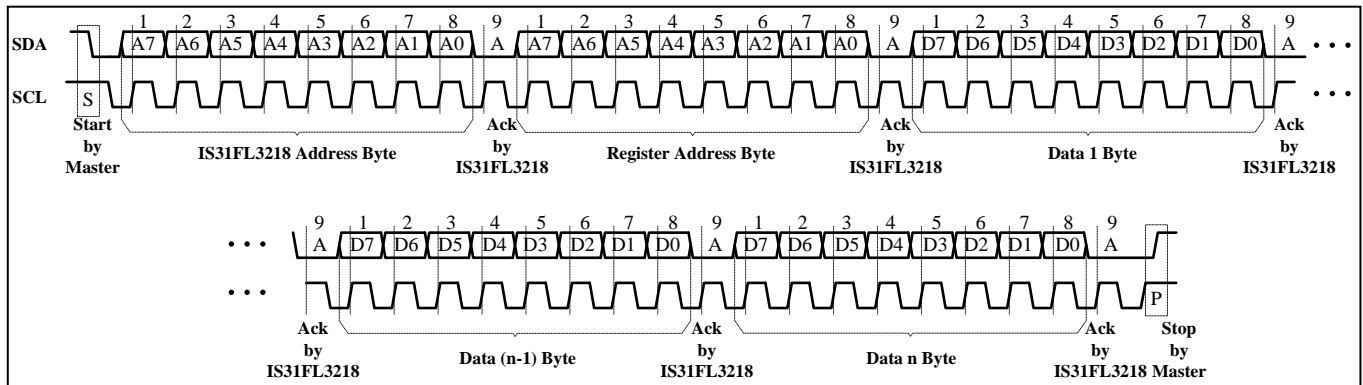 1 2 3 4 5 6 7 8 9 1 2 3 4 5 6 7 8 9 1 2 3 4 5 6 7 8 9
SDA A7 A6 A5 A4 A3 A2 A1 A0 A A7 A6 A5 A4 A3 A2 A1 A0 A D7 D6 D5 D4 D3 D2 D1 D0 A • • •
SCL S • • •
Start by Master
IS31FL3218 Address Byte
Ack by IS31FL3218
Register Address Byte
Ack by IS31FL3218
Data 1 Byte
Ack by IS31FL3218
9 1 2 3 4 5 6 7 8 9 1 2 3 4 5 6 7 8 9
• • • A D7 D6 D5 D4 D3 D2 D1 D0 A D7 D6 D5 D4 D3 D2 D1 D0 A
• • • P
Ack by IS31FL3218
Data (n-1) Byte
Ack by IS31FL3218
Data n Byte
Ack by IS31FL3218
Stop by Master